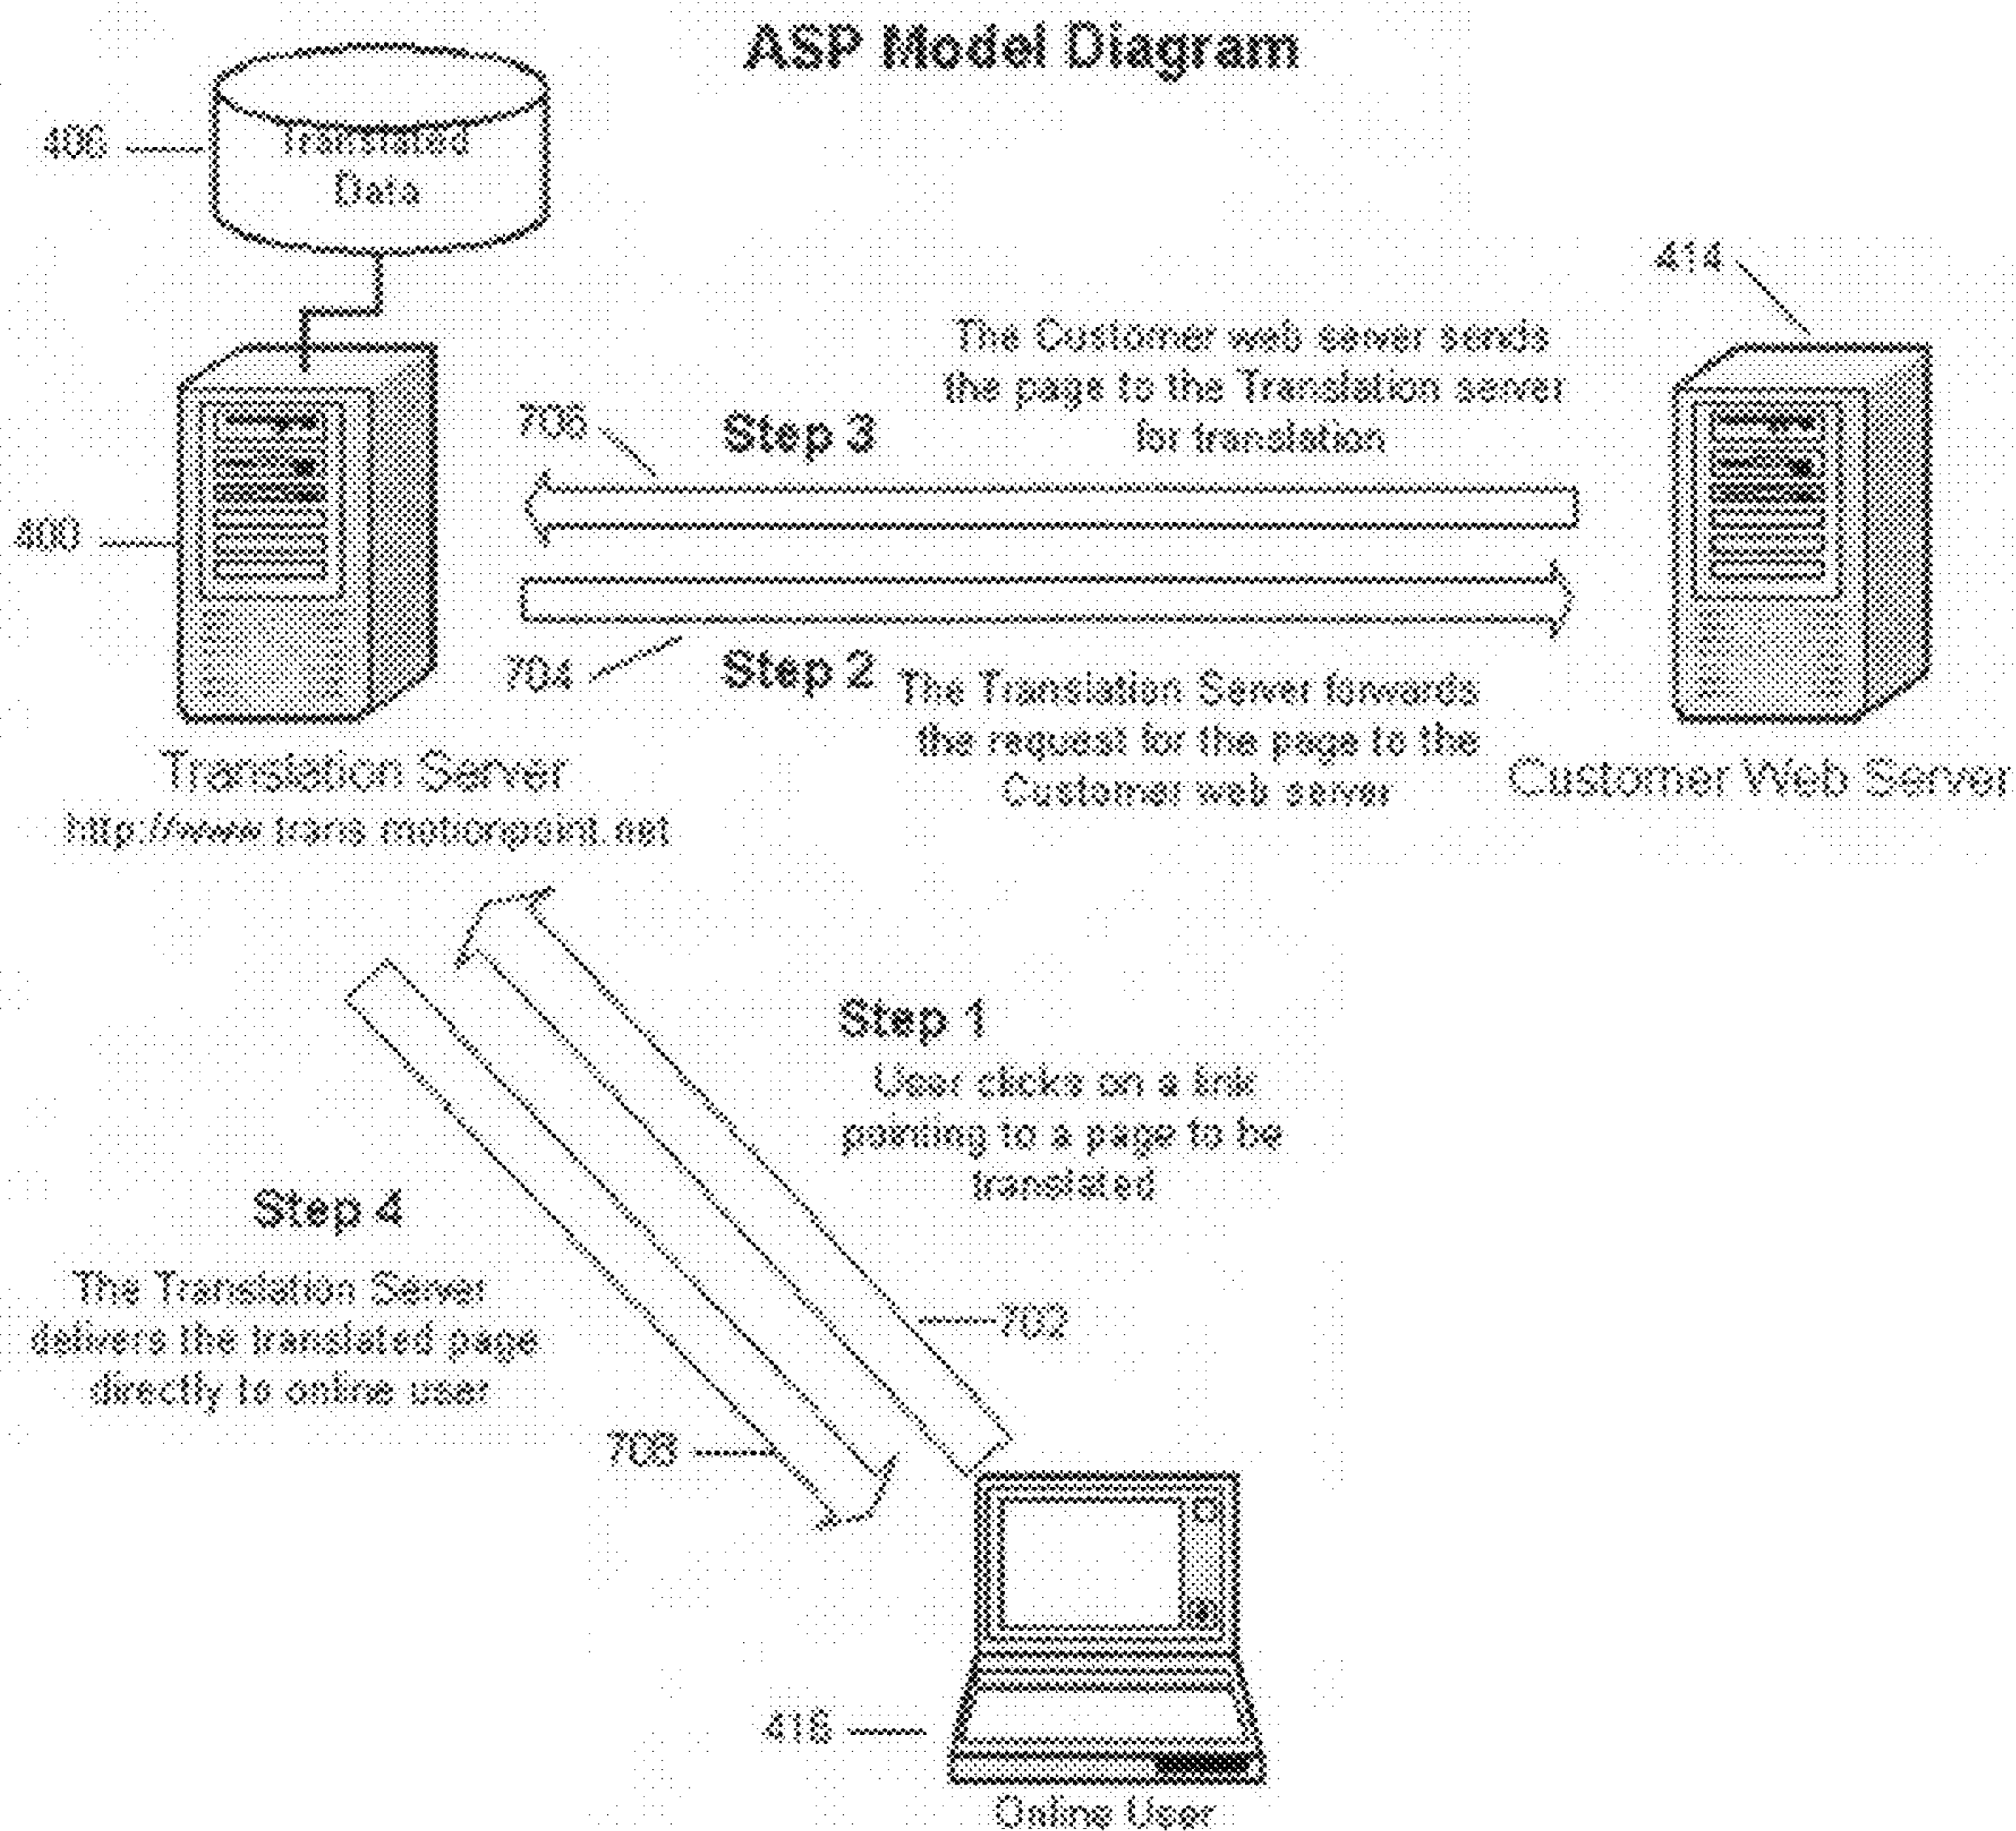 ASP Model Diagram
406
Translated
Data
414
The Customer web server sends
the page to the Translation server
for translation
706
Step 3
400
704
Step 2
The Translation Server forwards
the request for the page to the
Customer web server
Translation Server
http://www trans motionpoint.net
Customer Web Server
Step 1
User clicks on a link
pointing to a page to be
translated
Step 4
The Translation Server
delivers the translated page
directly to online user
702
708
416
Online User